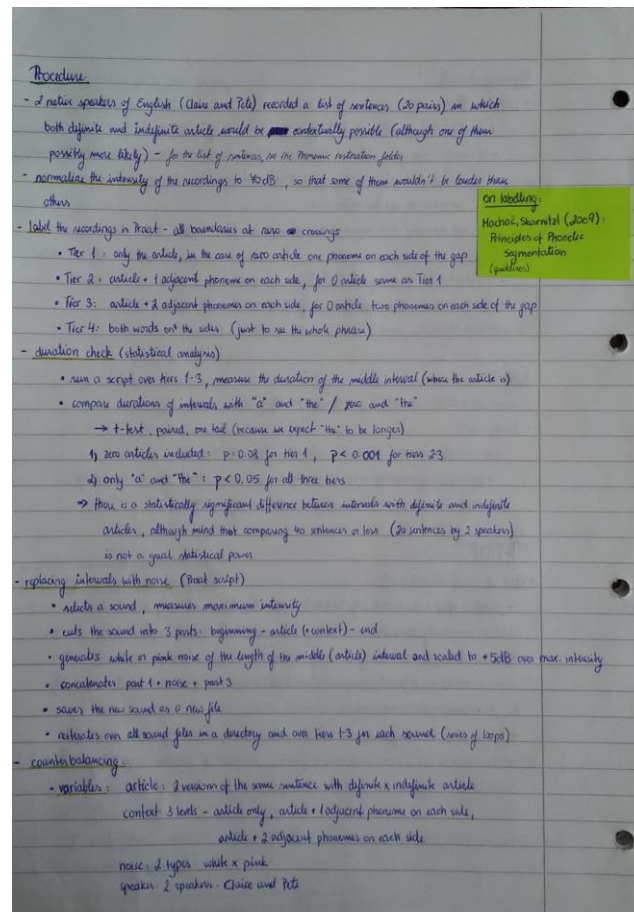 Procedure
- 2 native speakers of English (Claire and Pete) recorded a list of sentences (20 pairs) in which
both definite and indefinite article would be contextually possible (although one of them
possibly more likely) - for the list of sentences, see the Phonemic restoration folder
- normalize the intensity of the recordings to 70 dB, so that some of them wouldn't be louder than
others
on labelling:
Machač, Skarnitzl (2009):
Principles of Phonetic
Segmentation
(guidelines)
- label the recordings in Praat - all boundaries at zero crossings
• Tier 1: only the article, in the case of zero article one phoneme on each side of the gap
• Tier 2: article + 1 adjacent phoneme on each side, for 0 article same as Tier 1
• Tier 3: article + 2 adjacent phonemes on each side, for 0 article two phonemes on each side of the gap
• Tier 4: both words on the sides (just to see the whole phrase)
- duration check (statistical analysis)
• run a script over tiers 1-3, measure the duration of the middle interval (where the article is)
• compare durations of intervals with "a" and "the" / zero and "the"
→ t-test, paired, one tail (because we expect "the" to be longer)
1) zero articles included: p=0.08 for tier 1, p< 0.001 for tiers 2-3
2) only "a" and "the": p< 0.05 for all three tiers
⇒ there is a statistically significant difference between intervals with definite and indefinite
articles, although mind that comparing 40 sentences or less (20 sentences by 2 speakers)
is not a great statistical power
- replacing intervals with noise (Praat script)
• selects a sound, measures maximum intensity
• cuts the sound into 3 parts: beginning - article (+context) - end
• generates white or pink noise of the length of the middle (article) interval and scaled to +5dB over max. intensity
• concatenates part 1 + noise + part 3
• saves the new sound as a new file
• reiterates over all sound files in a directory and over tiers 1-3 for each sound (series of loops)
- counterbalancing:
• variables: article: 2 versions of the same sentence with definite x indefinite article
context 3 levels - article only, article + 1 adjacent phoneme on each side,
article + 2 adjacent phonemes on each side
noise: 2 types white x pink
speaker: 2 speakers - Claire and Pete